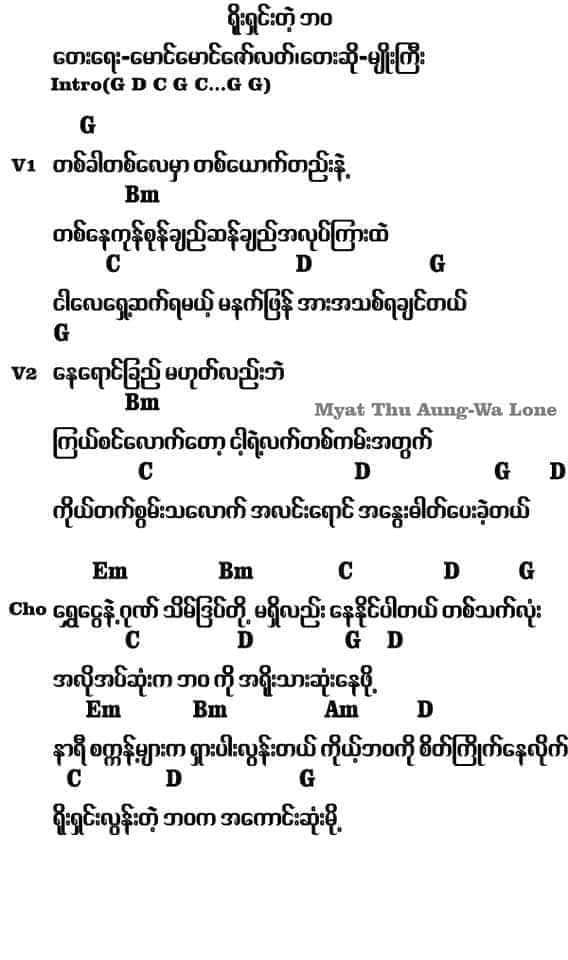 ရိုးရှင်းတဲ့ ဘဝ
တေးရေး-မောင်မောင်ဇော်လတ်၊တေးဆို-မျိုးကြီး
Intro(G D C G C...G G)
G
V1 တစ်ခါတစ်လေမှာ တစ်ယောက်တည်းနဲ့
Bm
တစ်နေကုန်စုန်ချည်ဆန်ချည်အလုပ်ကြားထဲ
C D G
ငါလေရှေ့ဆက်ရမယ့် မနက်ဖြန် အားအသစ်ရချင်တယ်
G
V2 နေရောင်ခြည် မဟုတ်လည်းဘဲ
Bm
Myat Thu Aung-Wa Lone
ကြယ်စင်လောက်တော့ ငါ့ရဲ့လက်တစ်ကမ်းအတွက်
C D G D
ကိုယ်တက်စွမ်းသလောက် အလင်းရောင် အနွေးဓါတ်ပေးခဲ့တယ်
Em Bm C D G
Cho ရွှေငွေနဲ့ ဂုဏ် သိမ်ဒြပ်တို့ မရှိလည်း နေနိုင်ပါတယ် တစ်သက်လုံး
C D G D
အလိုအပ်ဆုံးက ဘဝ ကို အရိုးသားဆုံးနေဖို့
Em Bm Am D
နာရီ စက္ကန့်များက ရှားပါးလွန်းတယ် ကိုယ့်ဘဝကို စိတ်ကြိုက်နေလိုက်
C D G
ရိုးရှင်းလွန်းတဲ့ ဘဝက အကောင်းဆုံးမို့